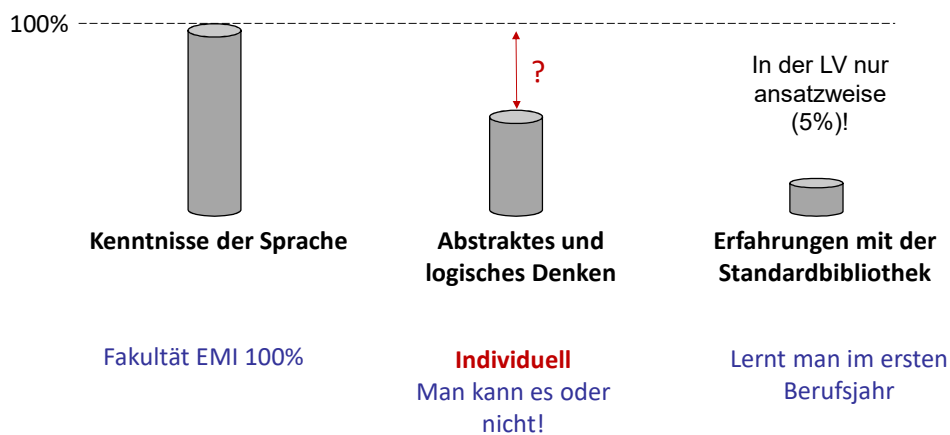 100%
?
In der LV nur
ansatzweise
(5%)!
Kenntnisse der Sprache
Abstraktes und
logisches Denken
Erfahrungen mit der
Standardbibliothek
Fakultät EMI 100%
Individuell
Man kann es oder
nicht!
Lernt man im ersten
Berufsjahr